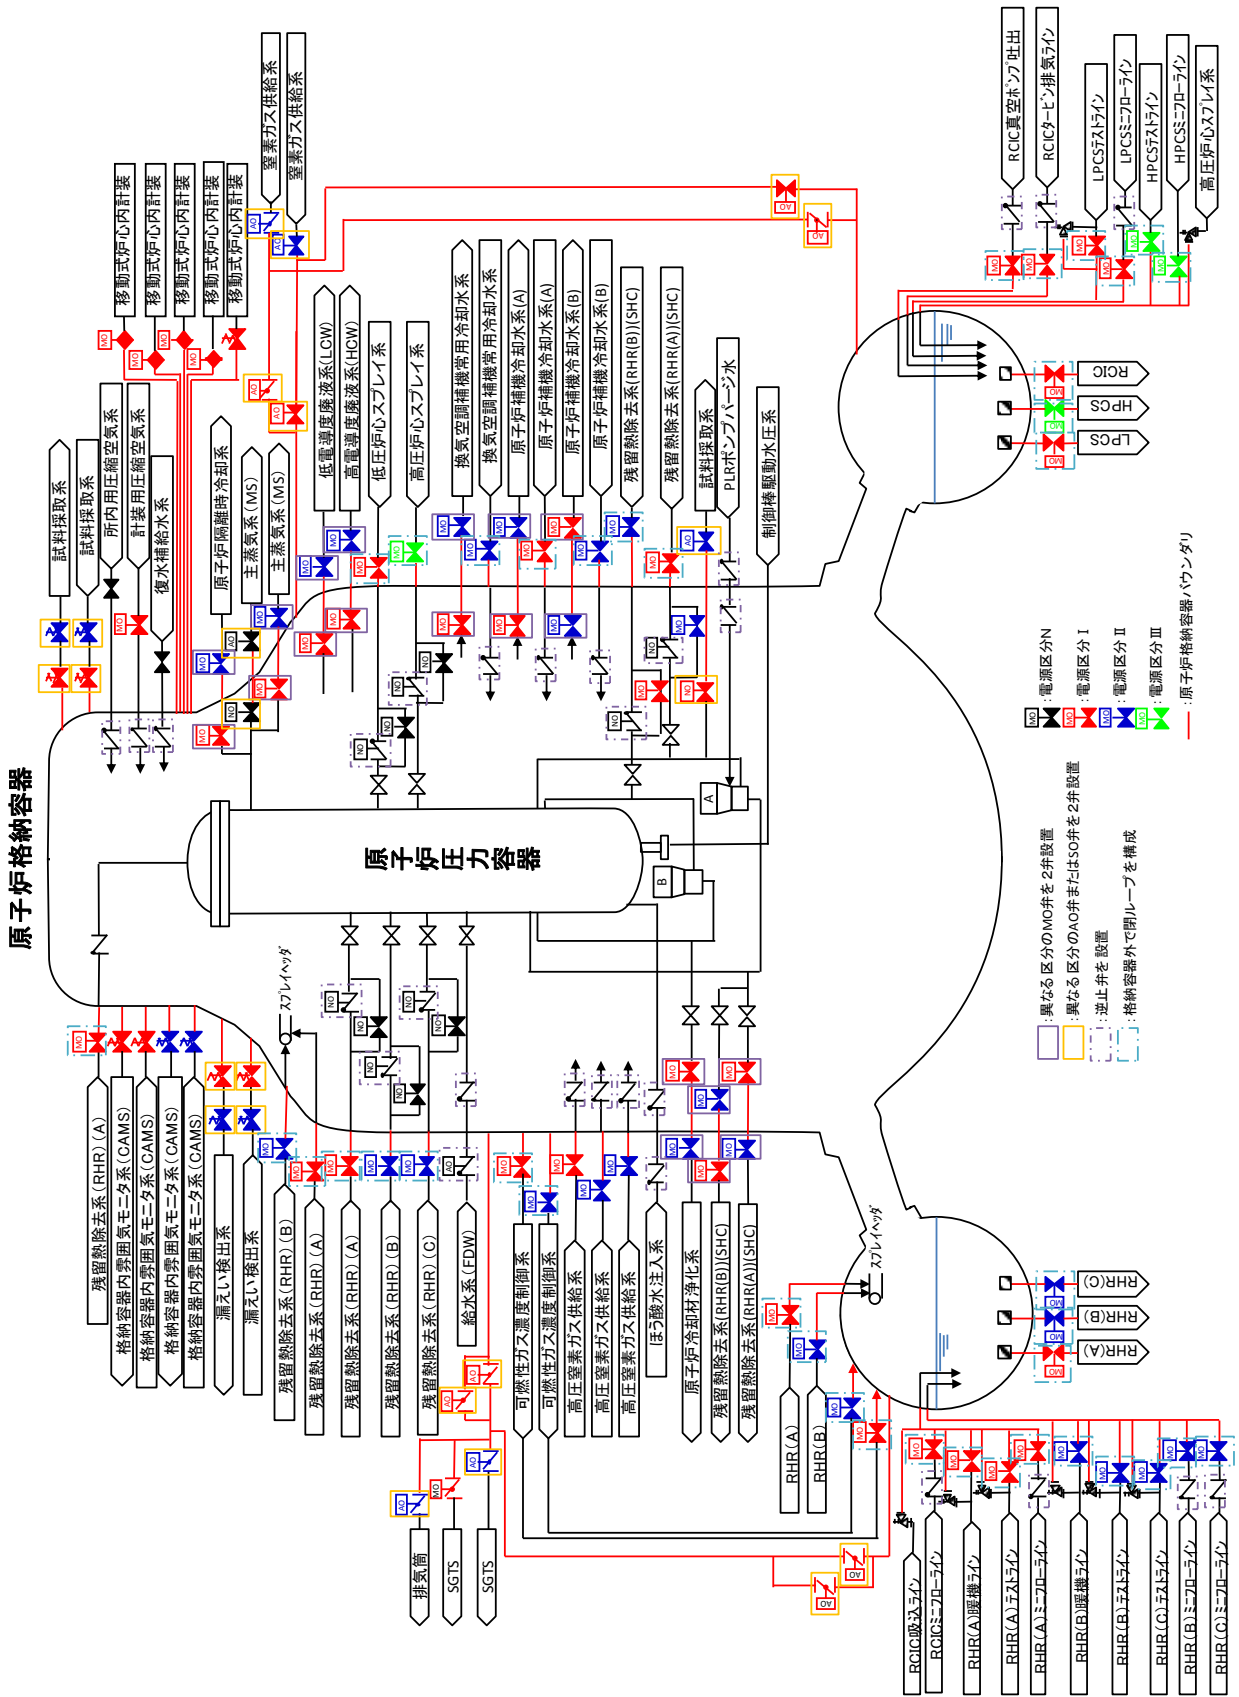 原子炉格納容器
原子炉圧力容器
試料採取系
試料採取系
所内用圧縮空気系
計装用圧縮空気系
復水補給水系
移動式炉心内計装
移動式炉心内計装
移動式炉心内計装
移動式炉心内計装
移動式炉心内計装
窒素ガス供給系
窒素ガス供給系
原子炉隔離時冷却系
主蒸気系(MS)
主蒸気系(MS)
低電導度廃液系(LCW)
高電導度廃液系(HCW)
低圧炉心スプレイ系
高圧炉心スプレイ系
換気空調補機常用冷却水系
換気空調補機常用冷却水系
原子炉補機冷却水系(A)
原子炉補機冷却水系(A)
原子炉補機冷却水系(B)
原子炉補機冷却水系(B)
残留熱除去系(RHR(B))(SHC)
残留熱除去系(RHR(A))(SHC)
試料採取系
PLRポンプパージ水
制御棒駆動水圧系
RCIC真空ポンプ吐出
RCICタービン排気ライン
LPCSテストライン
LPCSミニフローライン
HPCSテストライン
HPCSミニフローライン
高圧炉心スプレイ系
RCIC
HPCS
LPCS
A
B
スプレイヘッダ
残留熱除去系(RHR)(A)
格納容器内雰囲気モニタ系(CAMS)
格納容器内雰囲気モニタ系(CAMS)
格納容器内雰囲気モニタ系(CAMS)
格納容器内雰囲気モニタ系(CAMS)
漏えい検出系
漏えい検出系
残留熱除去系(RHR)(B)
残留熱除去系(RHR)(A)
残留熱除去系(RHR)(A)
残留熱除去系(RHR)(B)
残留熱除去系(RHR)(C)
給水系(FDW)
可燃性ガス濃度制御系
可燃性ガス濃度制御系
高圧窒素ガス供給系
高圧窒素ガス供給系
高圧窒素ガス供給系
ほう酸水注入系
原子炉冷却材浄化系
残留熱除去系(RHR(B))(SHC)
残留熱除去系(RHR(A))(SHC)
排気筒
SGTS
SGTS
RHR(A)
RHR(B)
スプレイヘッダ
RHR(C)
RHR(B)
RHR(A)
RCIC吸込ライン
RCICミニフローライン
RHR(A)暖機ライン
RHR(A)テストライン
RHR(A)ミニフローライン
RHR(B)暖機ライン
RHR(B)テストライン
RHR(C)テストライン
RHR(B)ミニフローライン
RHR(C)ミニフローライン
MO :電源区分N
MO :電源区分Ⅰ
MO :電源区分Ⅱ
MO :電源区分Ⅲ
:原子炉格納容器バウンダリ
:異なる区分のMO弁を2弁設置
:異なる区分のAO弁またはSO弁を2弁設置
:逆止弁を設置
:格納容器外で閉ループを構成